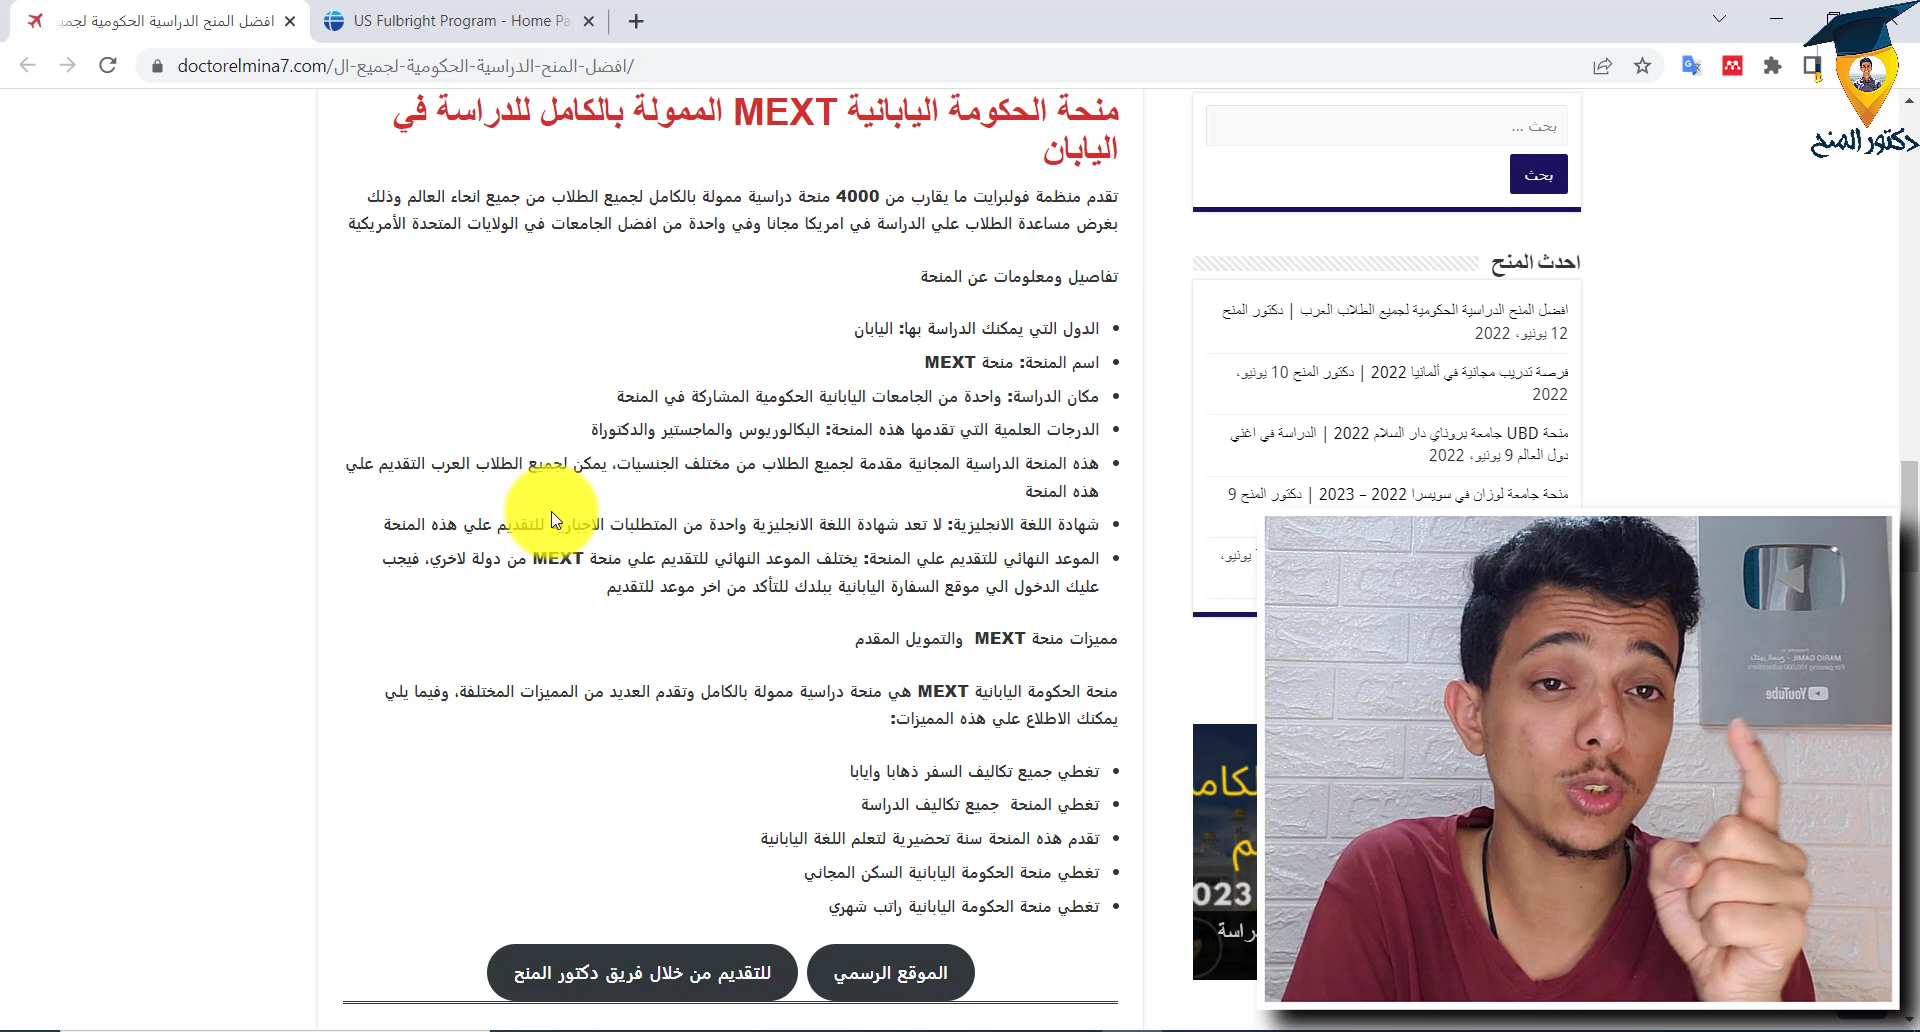 افضل المنح الدراسية الحكومية لجميع
US Fulbright Program - Home Pa
doctorelmina7.com/افضل-المنح-الدراسية-الحكومية-لجميع-ال/
دكتور المنح
منحة الحكومة اليابانية MEXT الممولة بالكامل للدراسة في
اليابان
تقدم منظمة فولبرايت ما يقارب من 4000 منحة دراسية ممولة بالكامل لجميع الطلاب من جميع انحاء العالم وذلك
بغرض مساعدة الطلاب علي الدراسة في امريكا مجانا وفي واحدة من افضل الجامعات في الولايات المتحدة الأمريكية
تفاصيل ومعلومات عن المنحة
الدول التي يمكنك الدراسة بها: اليابان
اسم المنحة: منحة MEXT
مكان الدراسة: واحدة من الجامعات اليابانية الحكومية المشاركة في المنحة
الدرجات العلمية التي تقدمها هذه المنحة: البكالوريوس والماجستير والدكتوراة
هذه المنحة الدراسية المجانية مقدمة لجميع الطلاب من مختلف الجنسيات، يمكن لجميع الطلاب العرب التقديم علي
هذه المنحة
شهادة اللغة الانجليزية: لا تعد شهادة اللغة الانجليزية واحدة من المتطلبات الاجبارية للتقديم علي هذه المنحة
الموعد النهائي للتقديم علي المنحة: يختلف الموعد النهائي للتقديم علي منحة MEXT من دولة لاخري، فيجب
عليك الدخول الي موقع السفارة اليابانية ببلدك للتأكد من اخر موعد للتقديم
مميزات منحة MEXT والتمويل المقدم
منحة الحكومة اليابانية MEXT هي منحة دراسية ممولة بالكامل وتقدم العديد من المميزات المختلفة، وفيما يلي
يمكنك الاطلاع علي هذه المميزات:
تغطي جميع تكاليف السفر ذهابا وايابا
تغطي المنحة جميع تكاليف الدراسة
تقدم هذه المنحة سنة تحضيرية لتعلم اللغة اليابانية
تغطي منحة الحكومة اليابانية السكن المجاني
تغطي منحة الحكومة اليابانية راتب شهري
الموقع الرسمي
للتقديم من خلال فريق دكتور المنح
بحث ...
بحث
احدث المنح
افضل المنح الدراسية الحكومية لجميع الطلاب العرب | دكتور المنح
12 يونيو، 2022
فرصة تدريب مجانية في ألمانيا 2022 | دكتور المنح 10 يونيو،
2022
منحة UBD جامعة بروناي دار السلام 2022 | الدراسة في اغني
دول العالم 9 يونيو، 2022
منحة جامعة لوزان في سويسرا 2022 – 2023 | دكتور المنح 9
يونيو،
MARIO GAMIL
For passing 100,000 subscribers
YouTube